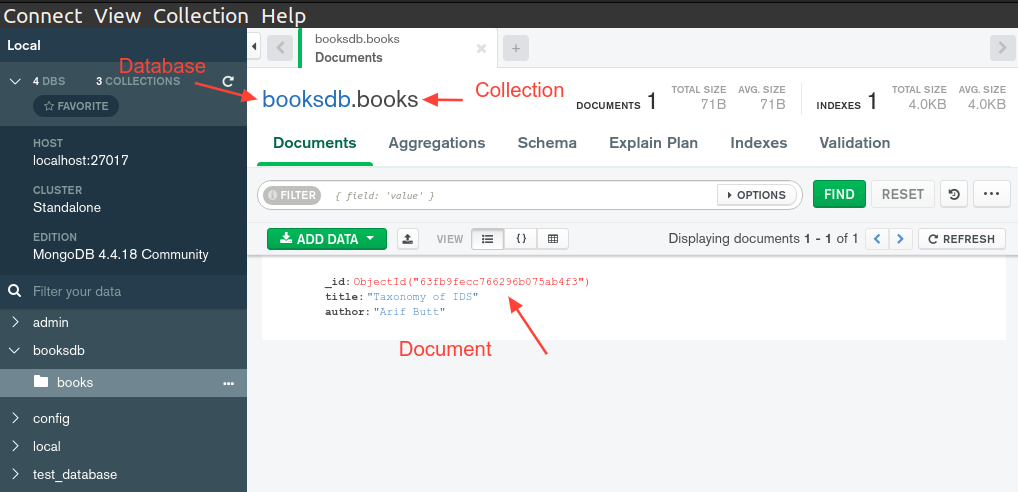 Connect View Collection Help
Local
4 DBS 3 COLLECTIONS
FAVORITE
HOST
localhost:27017
CLUSTER
Standalone
EDITION
MongoDB 4.4.18 Community
Filter your data
admin
booksdb
books
config
local
test_database
booksdb.books
Documents
Database
booksdb.books
Collection
DOCUMENTS 1
TOTAL SIZE
71B
AVG. SIZE
71B
INDEXES 1
TOTAL SIZE
4.0KB
AVG. SIZE
4.0KB
Documents Aggregations Schema Explain Plan Indexes Validation
FILTER { field: 'value' } OPTIONS FIND RESET
ADD DATA VIEW {} Displaying documents 1 - 1 of 1 REFRESH
_id: ObjectId("63fb9fecc766296b075ab4f3")
title: "Taxonomy of IDS"
author: "Arif Butt"
Document